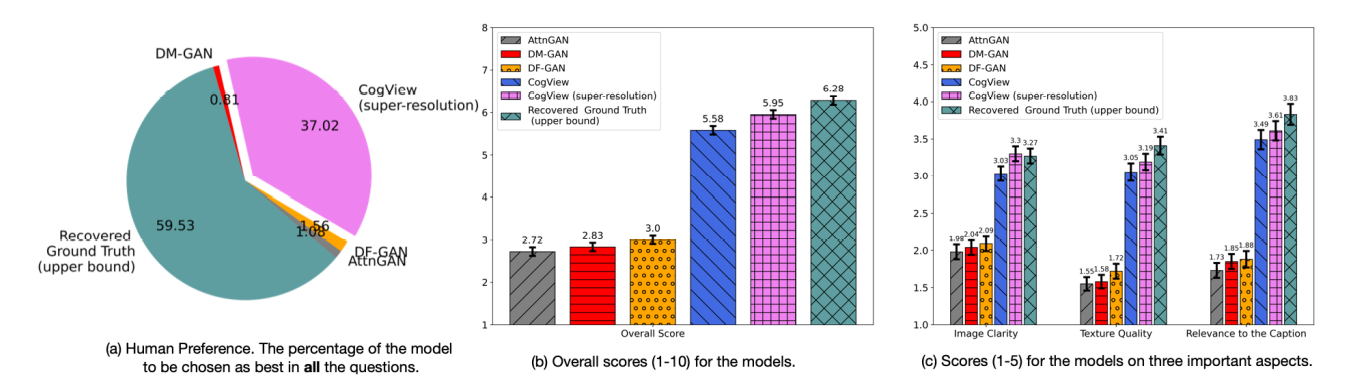 DM-GAN
0.81
CogView
(super-resolution)
37.02
59.53
Recovered
Ground Truth
(upper bound)
1.56
1.08
DF-GAN
AttnGAN
(a) Human Preference. The percentage of the model
to be chosen as best in all the questions.
8
7
6
5
4
3
2
1
AttnGAN
DM-GAN
DF-GAN
CogView
CogView (super-resolution)
Recovered Ground Truth
(upper bound)
2.72
2.83
3.0
5.58
5.95
6.28
Overall Score
(b) Overall scores (1-10) for the models.
5.0
4.5
4.0
3.5
3.0
2.5
2.0
1.5
1.0
AttnGAN
DM-GAN
DF-GAN
CogView
CogView (super-resolution)
Recovered Ground Truth
(upper bound)
1.98
2.04
2.09
3.03
3.3
3.27
1.55
1.58
1.72
3.05
3.19
3.41
1.73
1.85
1.88
3.49
3.61
3.83
Image Clarity
Texture Quality
Relevance to the Caption
(c) Scores (1-5) for the models on three important aspects.